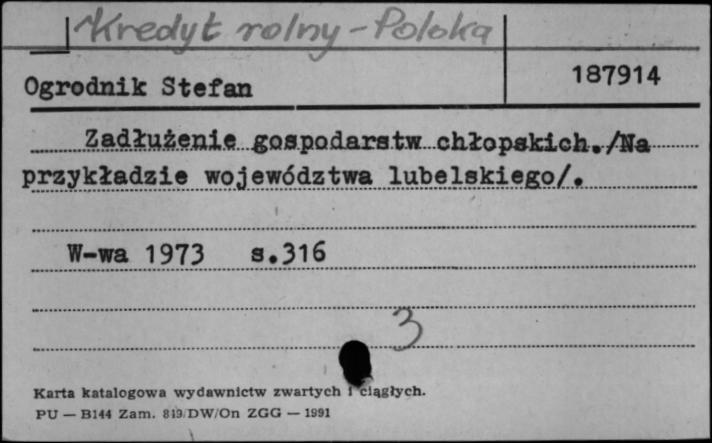 Kredyt rolny - Polska
187914
Ogrodnik Stefan
Zadłużenie gospodarstw chłopskich./Na
przykładzie województwa lubelskiego/.
W-wa 1973 s.316
3
Karta katalogowa wydawnictw zwartych i ciągłych.
PU — B144 Zam. 849/DW/On ZGG — 1991